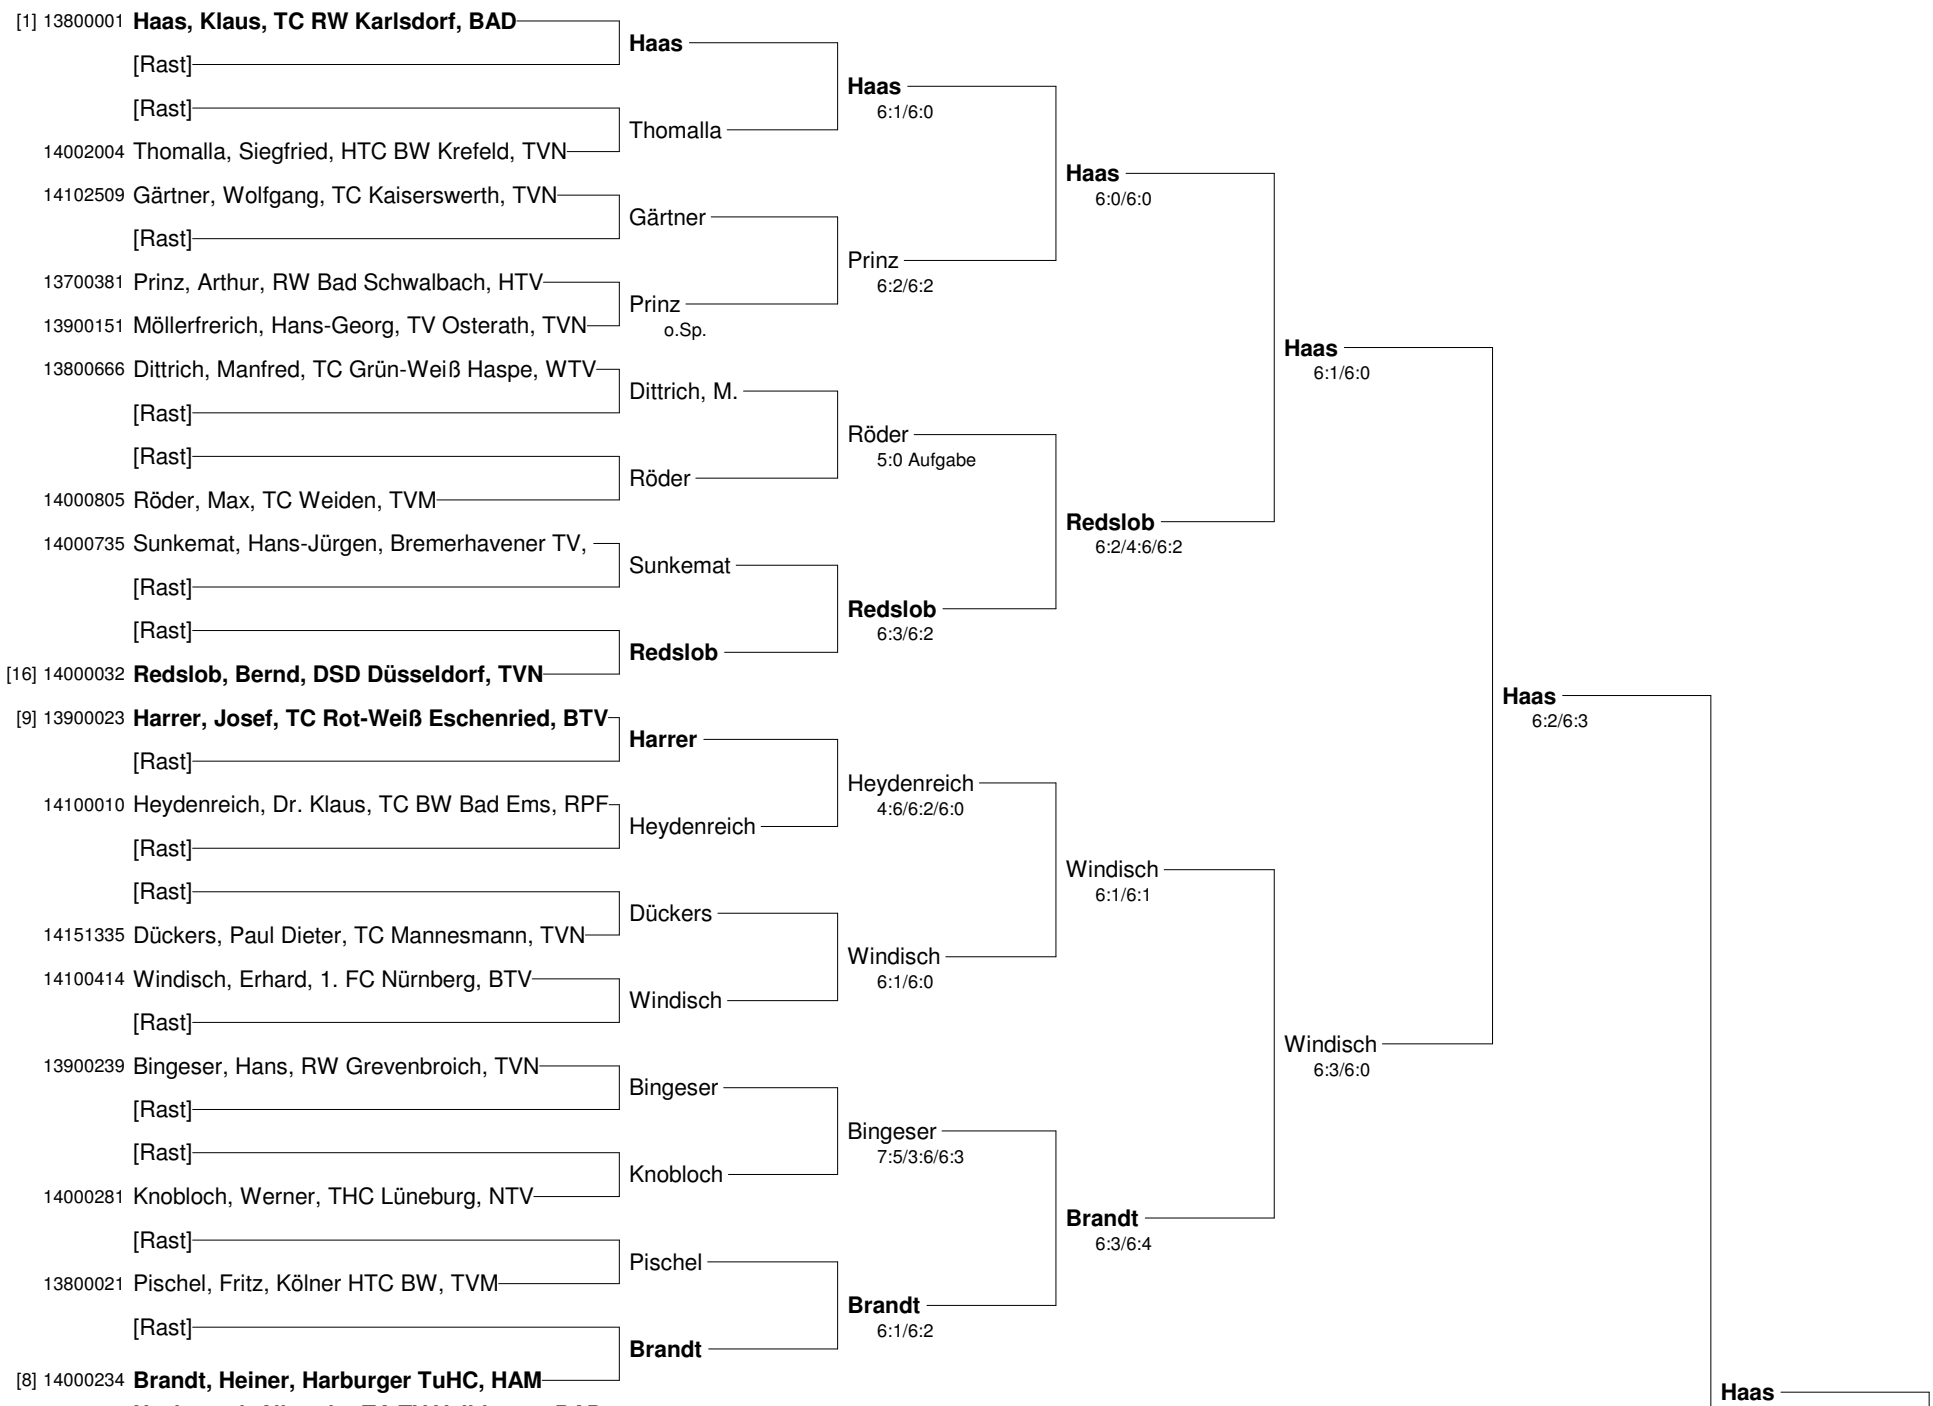 [1] 13800001 Haas, Klaus, TC RW Karlsdorf, BAD
Haas
[Rast]
Haas
6:1/6:0
[Rast]
Thomalla
14002004 Thomalla, Siegfried, HTC BW Krefeld, TVN
Haas
6:0/6:0
14102509 Gärtner, Wolfgang, TC Kaiserswerth, TVN
Gärtner
[Rast]
Prinz
6:2/6:2
13700381 Prinz, Arthur, RW Bad Schwalbach, HTV
Prinz
o.Sp.
13900151 Möllerfrerich, Hans-Georg, TV Osterath, TVN
Haas
6:1/6:0
13800666 Dittrich, Manfred, TC Grün-Weiß Haspe, WTV
Dittrich, M.
[Rast]
Röder
5:0 Aufgabe
[Rast]
Röder
14000805 Röder, Max, TC Weiden, TVM
Redslob
6:2/4:6/6:2
14000735 Sunkemat, Hans-Jürgen, Bremerhavener TV,
Sunkemat
[Rast]
Redslob
6:3/6:2
[Rast]
Redslob
[16] 14000032 Redslob, Bernd, DSD Düsseldorf, TVN
Haas
6:2/6:3
[9] 13900023 Harrer, Josef, TC Rot-Weiß Eschenried, BTV
Harrer
[Rast]
Heydenreich
4:6/6:2/6:0
14100010 Heydenreich, Dr. Klaus, TC BW Bad Ems, RPF
Heydenreich
[Rast]
Windisch
6:1/6:1
[Rast]
Dückers
14151335 Dückers, Paul Dieter, TC Mannesmann, TVN
Windisch
6:1/6:0
14100414 Windisch, Erhard, 1. FC Nürnberg, BTV
Windisch
[Rast]
Windisch
6:3/6:0
13900239 Bingeser, Hans, RW Grevenbroich, TVN
Bingeser
[Rast]
Bingeser
7:5/3:6/6:3
[Rast]
Knobloch
14000281 Knobloch, Werner, THC Lüneburg, NTV
Brandt
6:3/6:4
[Rast]
Pischel
13800021 Pischel, Fritz, Kölner HTC BW, TVM
Brandt
6:1/6:2
[Rast]
Brandt
[8] 14000234 Brandt, Heiner, Harburger TuHC, HAM
Haas